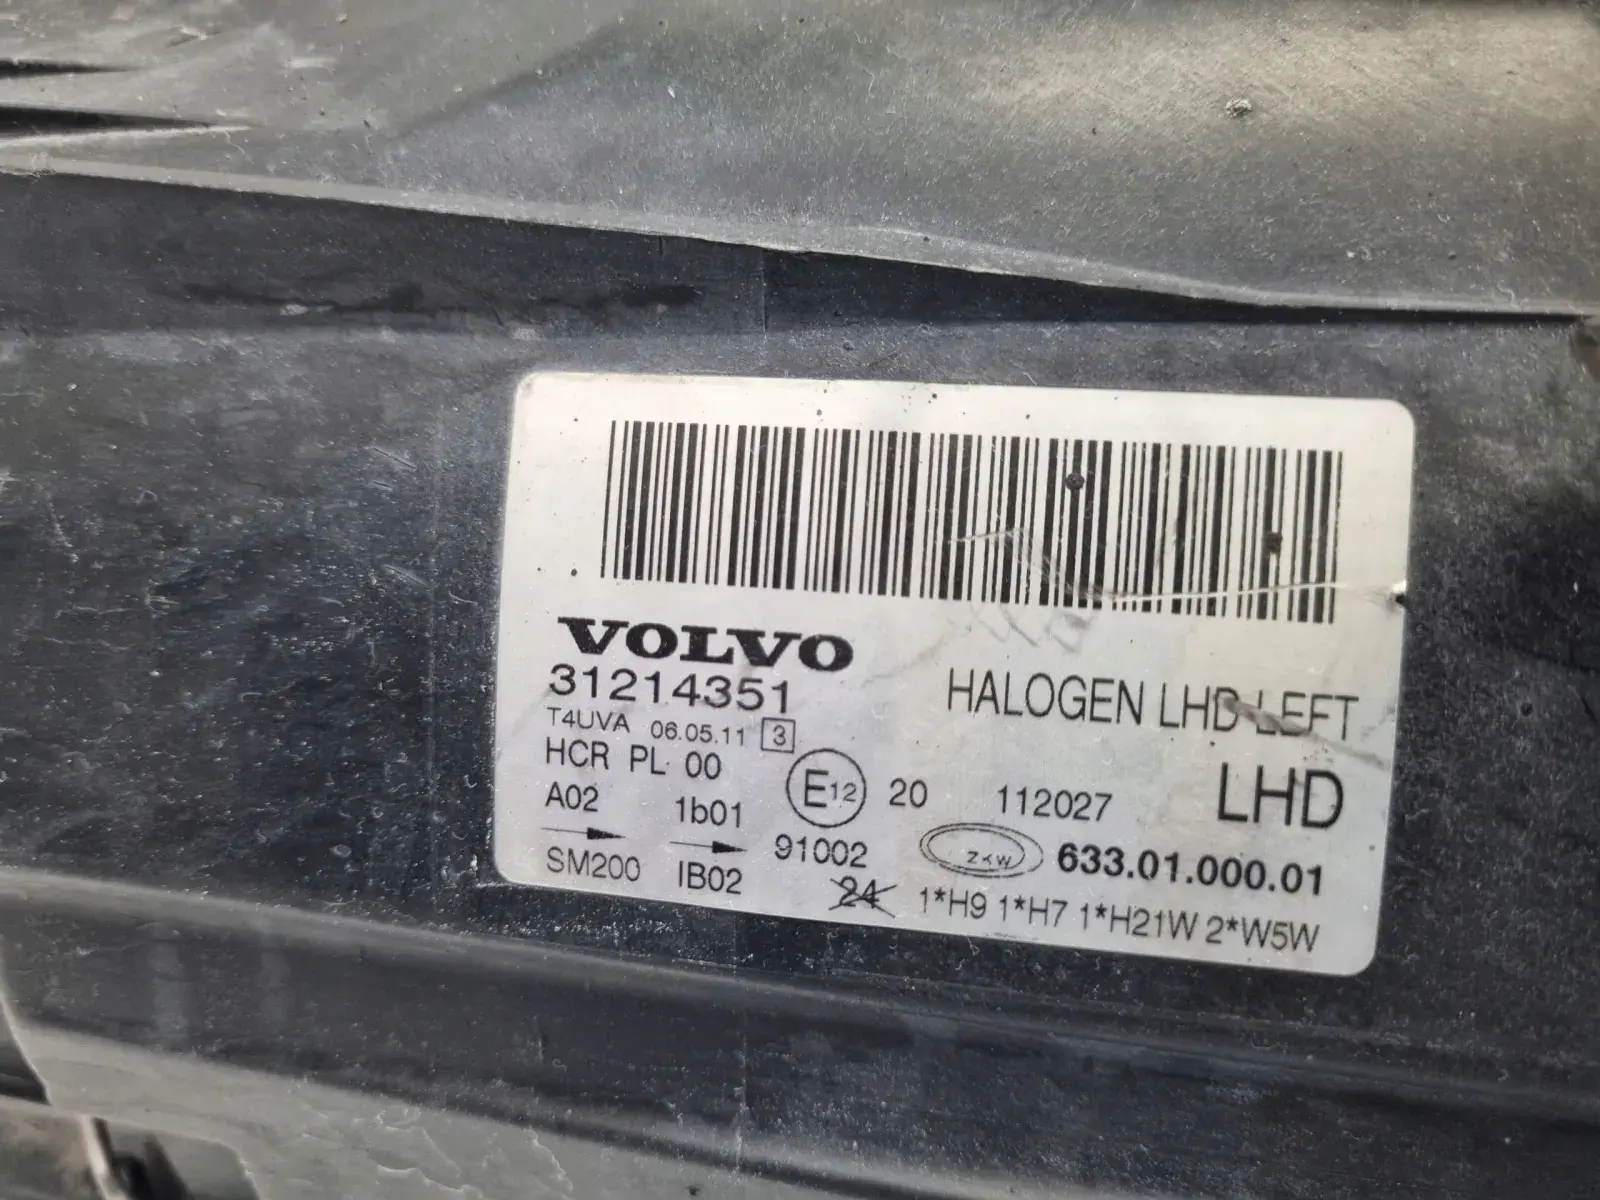 VOLVO
31214351
HALOGEN LHD LEFT
T4UVA 06.05.11 3
HCR PL 00
E12 20 112027 LHD
A02 1b01
91002 ZKW 633.01.000.01
SM200 IB02
24 1*H9 1*H7 1*H21W 2*W5W